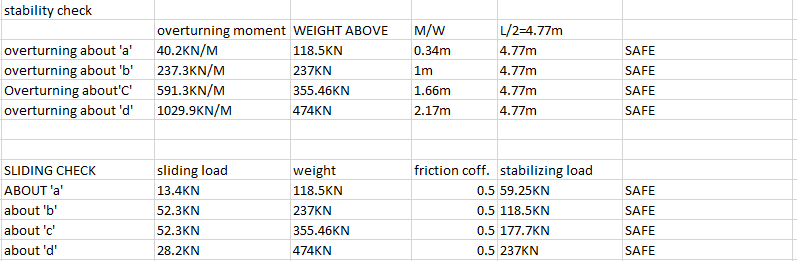 stability check
overturning moment WEIGHT ABOVE M/W L/2=4.77m
overturning about 'a' 40.2KN/M 118.5KN 0.34m 4.77m SAFE
overturning about 'b' 237.3KN/M 237KN 1m 4.77m SAFE
Overturning about'C' 591.3KN/M 355.46KN 1.66m 4.77m SAFE
overturning about 'd' 1029.9KN/M 474KN 2.17m 4.77m SAFE
SLIDING CHECK sliding load weight friction coff. stabilizing load
ABOUT 'a' 13.4KN 118.5KN 0.5 59.25KN SAFE
about 'b' 52.3KN 237KN 0.5 118.5KN SAFE
about 'c' 52.3KN 355.46KN 0.5 177.7KN SAFE
about 'd' 28.2KN 474KN 0.5 237KN SAFE